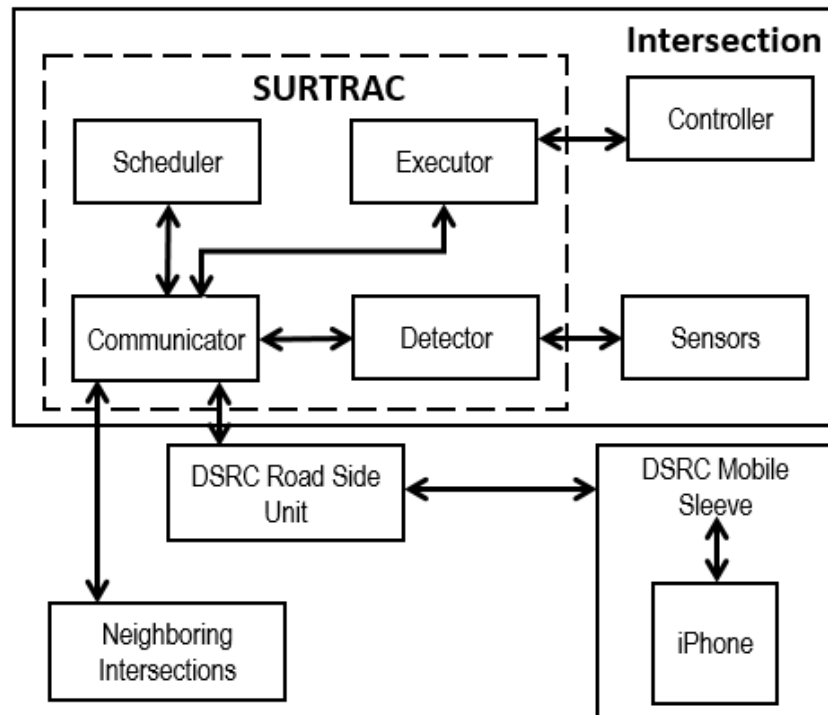 Intersection
SURTRAC
Controller
Scheduler
Executor
Communicator
Detector
Sensors
DSRC Road Side
Unit
DSRC Mobile
Sleeve
Neighboring
Intersections
iPhone